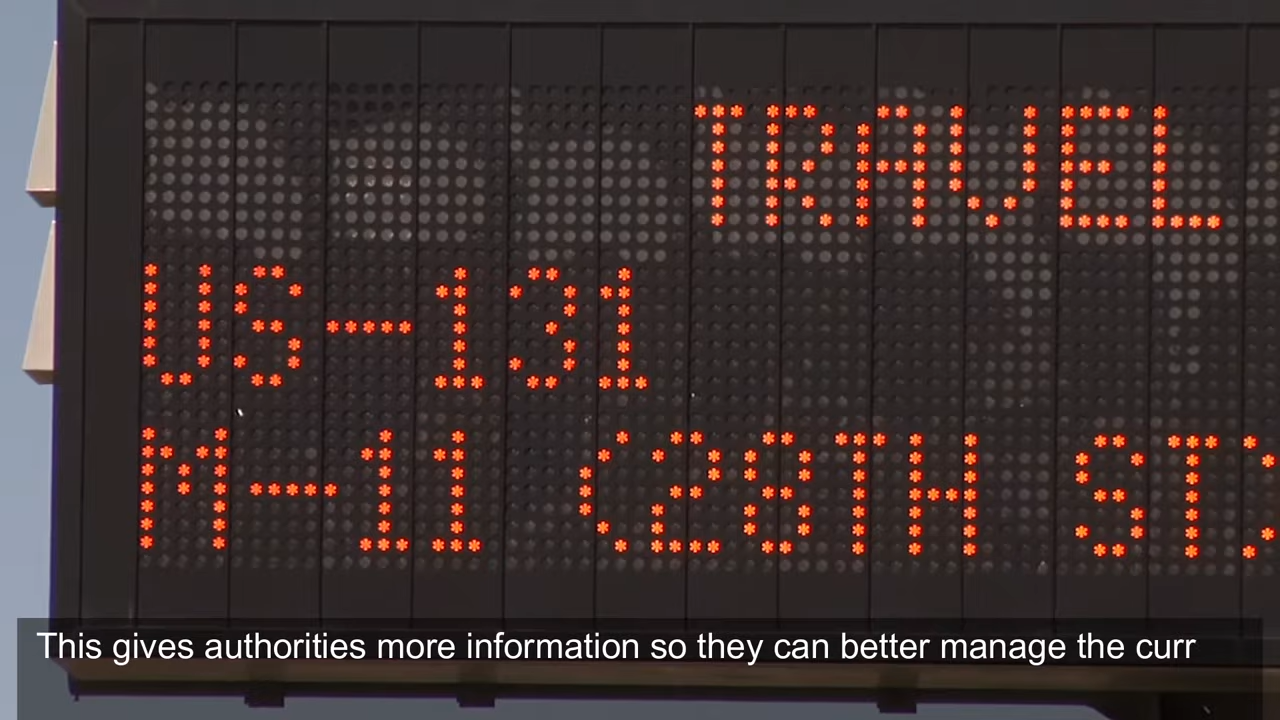 TRAVEL
US-131
M-11 (28TH ST)
This gives authorities more information so they can better manage the curr